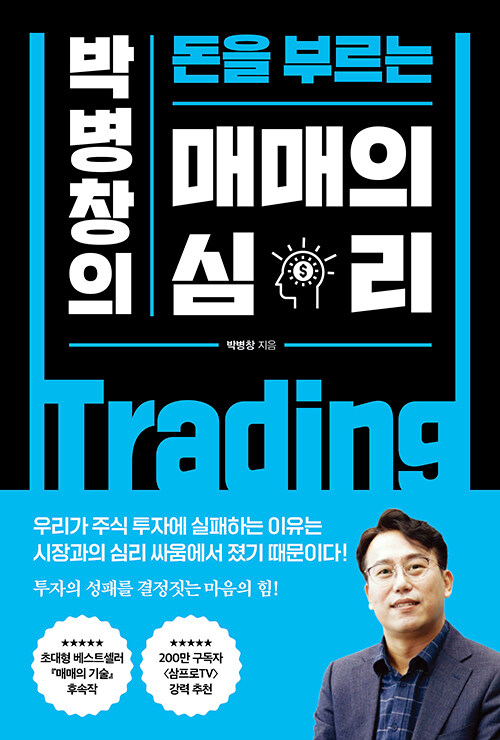 박병창의
돈을 부르는
매매의
심리
$
박병창 지음
Trading
우리가 주식 투자에 실패하는 이유는
시장과의 심리 싸움에서 졌기 때문이다!
투자의 성패를 결정짓는 마음의 힘!
★★★★★
초대형 베스트셀러
『매매의 기술』
후속작
★★★★★
200만 구독자
〈삼프로TV〉
강력 추천